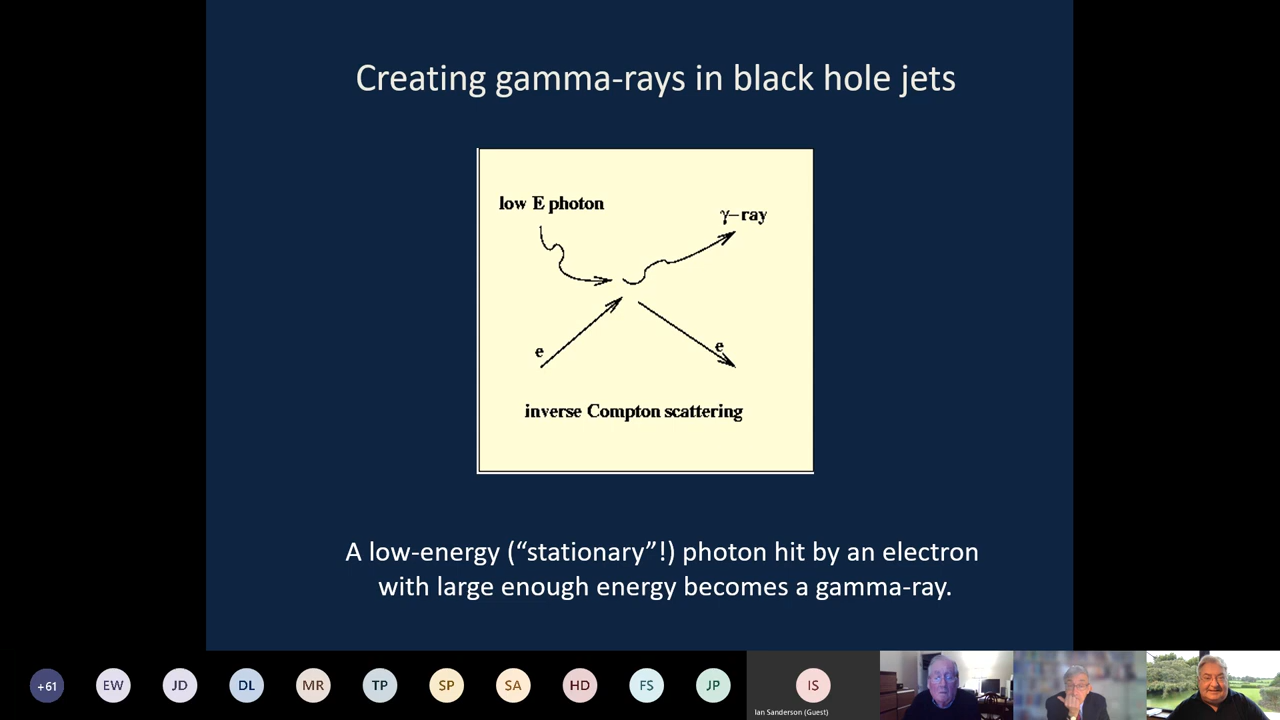 Creating gamma-rays in black hole jets
low E photon
γ–ray
e
e
inverse Compton scattering
A low-energy (“stationary”!) photon hit by an electron
with large enough energy becomes a gamma-ray.
+61
EW
JD
DL
MR
TP
SP
SA
HD
FS
JP
IS
Ian Sanderson (Guest)